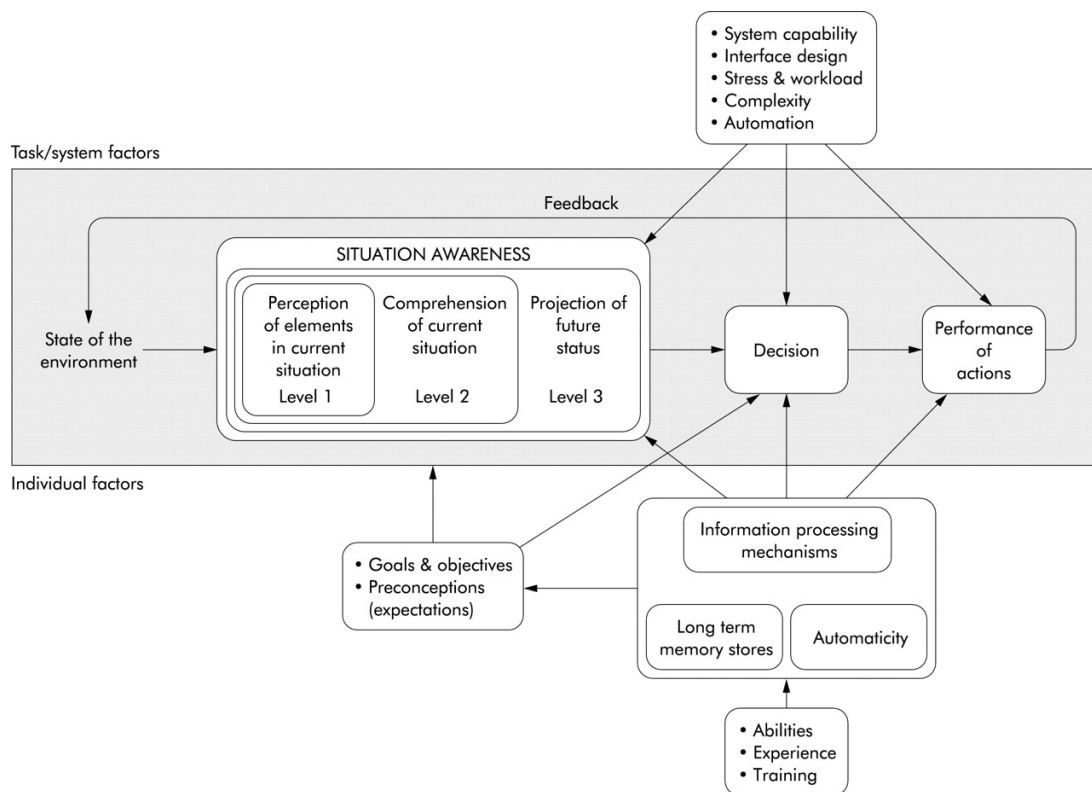 • System capability
• Interface design
• Stress & workload
• Complexity
• Automation
Task/system factors
Feedback
SITUATION AWARENESS
Perception
of elements
in current
situation
Level 1
Comprehension
of current
situation
Level 2
Projection of
future
status
Level 3
State of the
environment
Decision
Performance
of
actions
Individual factors
• Goals & objectives
• Preconceptions
(expectations)
Information processing
mechanisms
Long term
memory stores
Automaticity
• Abilities
• Experience
• Training